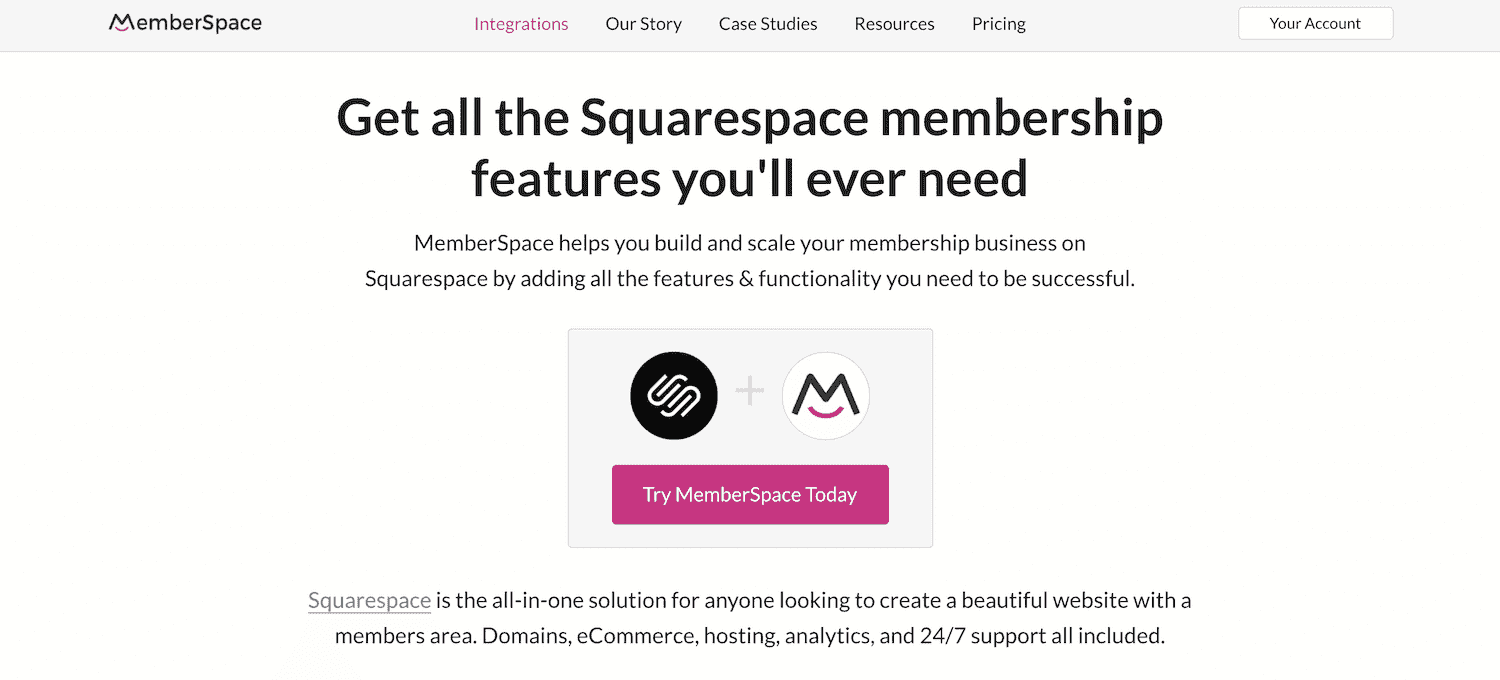 MemberSpace
Integrations
Our Story
Case Studies
Resources
Pricing
Your Account
Get all the Squarespace membership
features you'll ever need
MemberSpace helps you build and scale your membership business on
Squarespace by adding all the features & functionality you need to be successful.
Try MemberSpace Today
Squarespace is the all-in-one solution for anyone looking to create a beautiful website with a
members area. Domains, eCommerce, hosting, analytics, and 24/7 support all included.